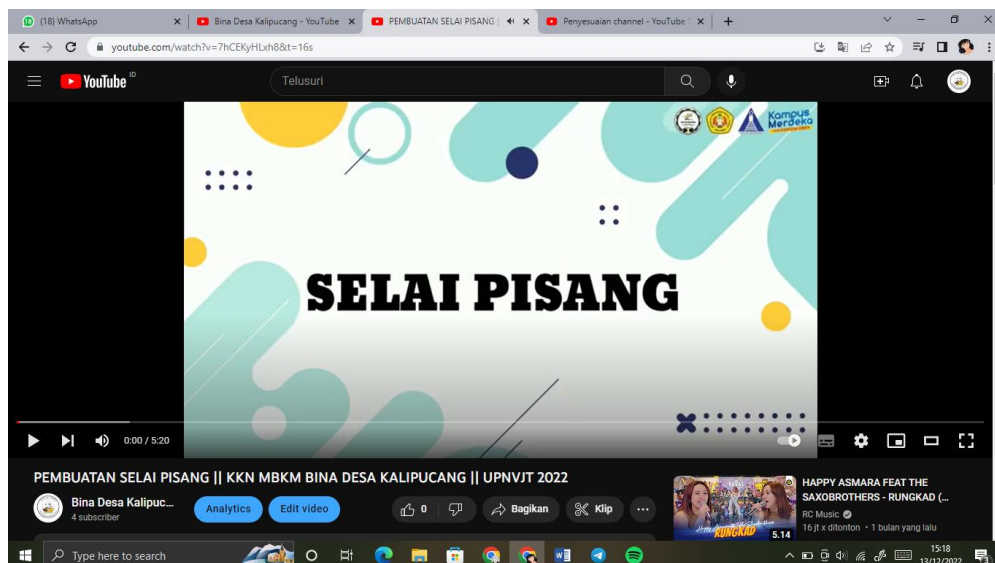 (18) WhatsApp
Bina Desa Kalipucang - YouTube
PEMBUATAN SELAI PISANG |
Penyesuaian channel - YouTube
youtube.com/watch?v=7hCEKyHLxh8&t=16s
YouTube ID
Telusuri
Kampus
Merdeka
SELAI PISANG
0:00 / 5:20
PEMBUATAN SELAI PISANG || KKN MBKM BINA DESA KALIPUCANG || UPNVJT 2022
Bina Desa Kalipuc...
4 subscriber
Analytics
Edit video
0
Bagikan
Klip
RUNGKAD
5.14
HAPPY ASMARA FEAT THE
SAXOBROTHERS - RUNGKAD (...
RC Music
16 jt x ditonton • 1 bulan yang lalu
Type here to search
15:18
13/12/2022